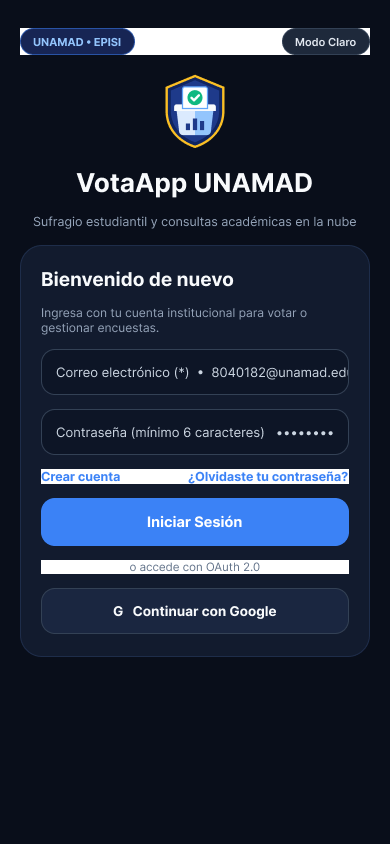 UNAMAD • EPISI
Modo Claro
VotaApp UNAMAD
Sufragio estudiantil y consultas académicas en la nube
Bienvenido de nuevo
Ingresa con tu cuenta institucional para votar o
gestionar encuestas.
Correo electrónico (*) • 8040182@unamad.edu
Contraseña (mínimo 6 caracteres) ••••••••
Crear cuenta ¿Olvidaste tu contraseña?
Iniciar Sesión
o accede con OAuth 2.0
G Continuar con Google